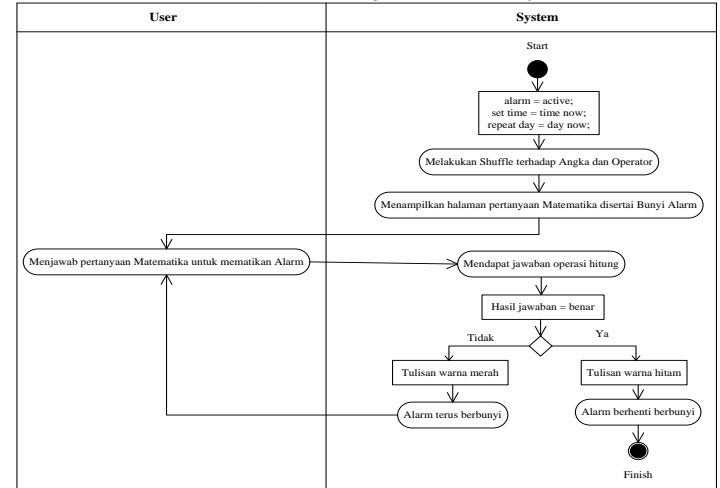 User
System
Start
alarm = active;
set time = time now;
repeat day = day now;
Melakukan Shuffle terhadap Angka dan Operator
Menampilkan halaman pertanyaan Matematika disertai Bunyi Alarm
Menjawab pertanyaan Matematika untuk mematikan Alarm
Mendapat jawaban operasi hitung
Hasil jawaban = benar
Tidak
Ya
Tulisan warna merah
Tulisan warna hitam
Alarm terus berbunyi
Alarm berhenti berbunyi
Finish